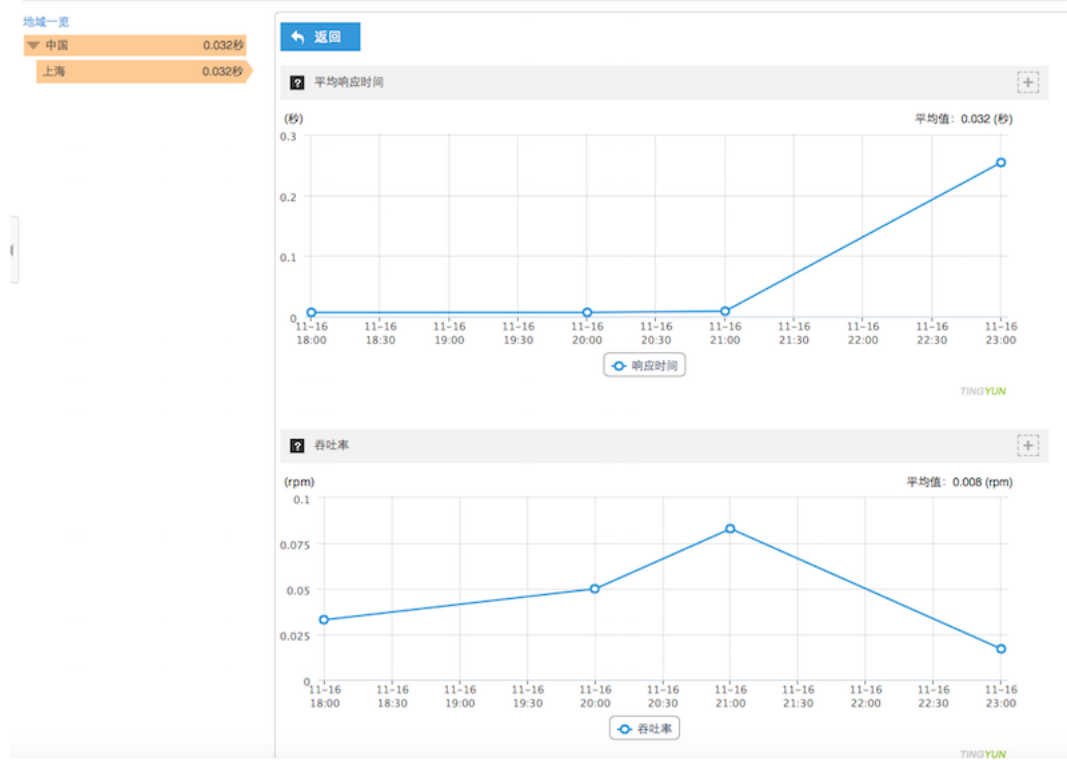 地域一览
中国 0.032秒
上海 0.032秒
返回
? 平均响应时间
(秒) 平均值：0.032 (秒)
0.3
0.2
0.1
0
11-16 11-16 11-16 11-16 11-16 11-16 11-16 11-16 11-16 11-16 11-16
18:00 18:30 19:00 19:30 20:00 20:30 21:00 21:30 22:00 22:30 23:00
响应时间
TINGYUN
? 吞吐率
(rpm) 平均值：0.008 (rpm)
0.1
0.075
0.05
0.025
0
11-16 11-16 11-16 11-16 11-16 11-16 11-16 11-16 11-16 11-16 11-16
18:00 18:30 19:00 19:30 20:00 20:30 21:00 21:30 22:00 22:30 23:00
吞吐率
TINGYUN